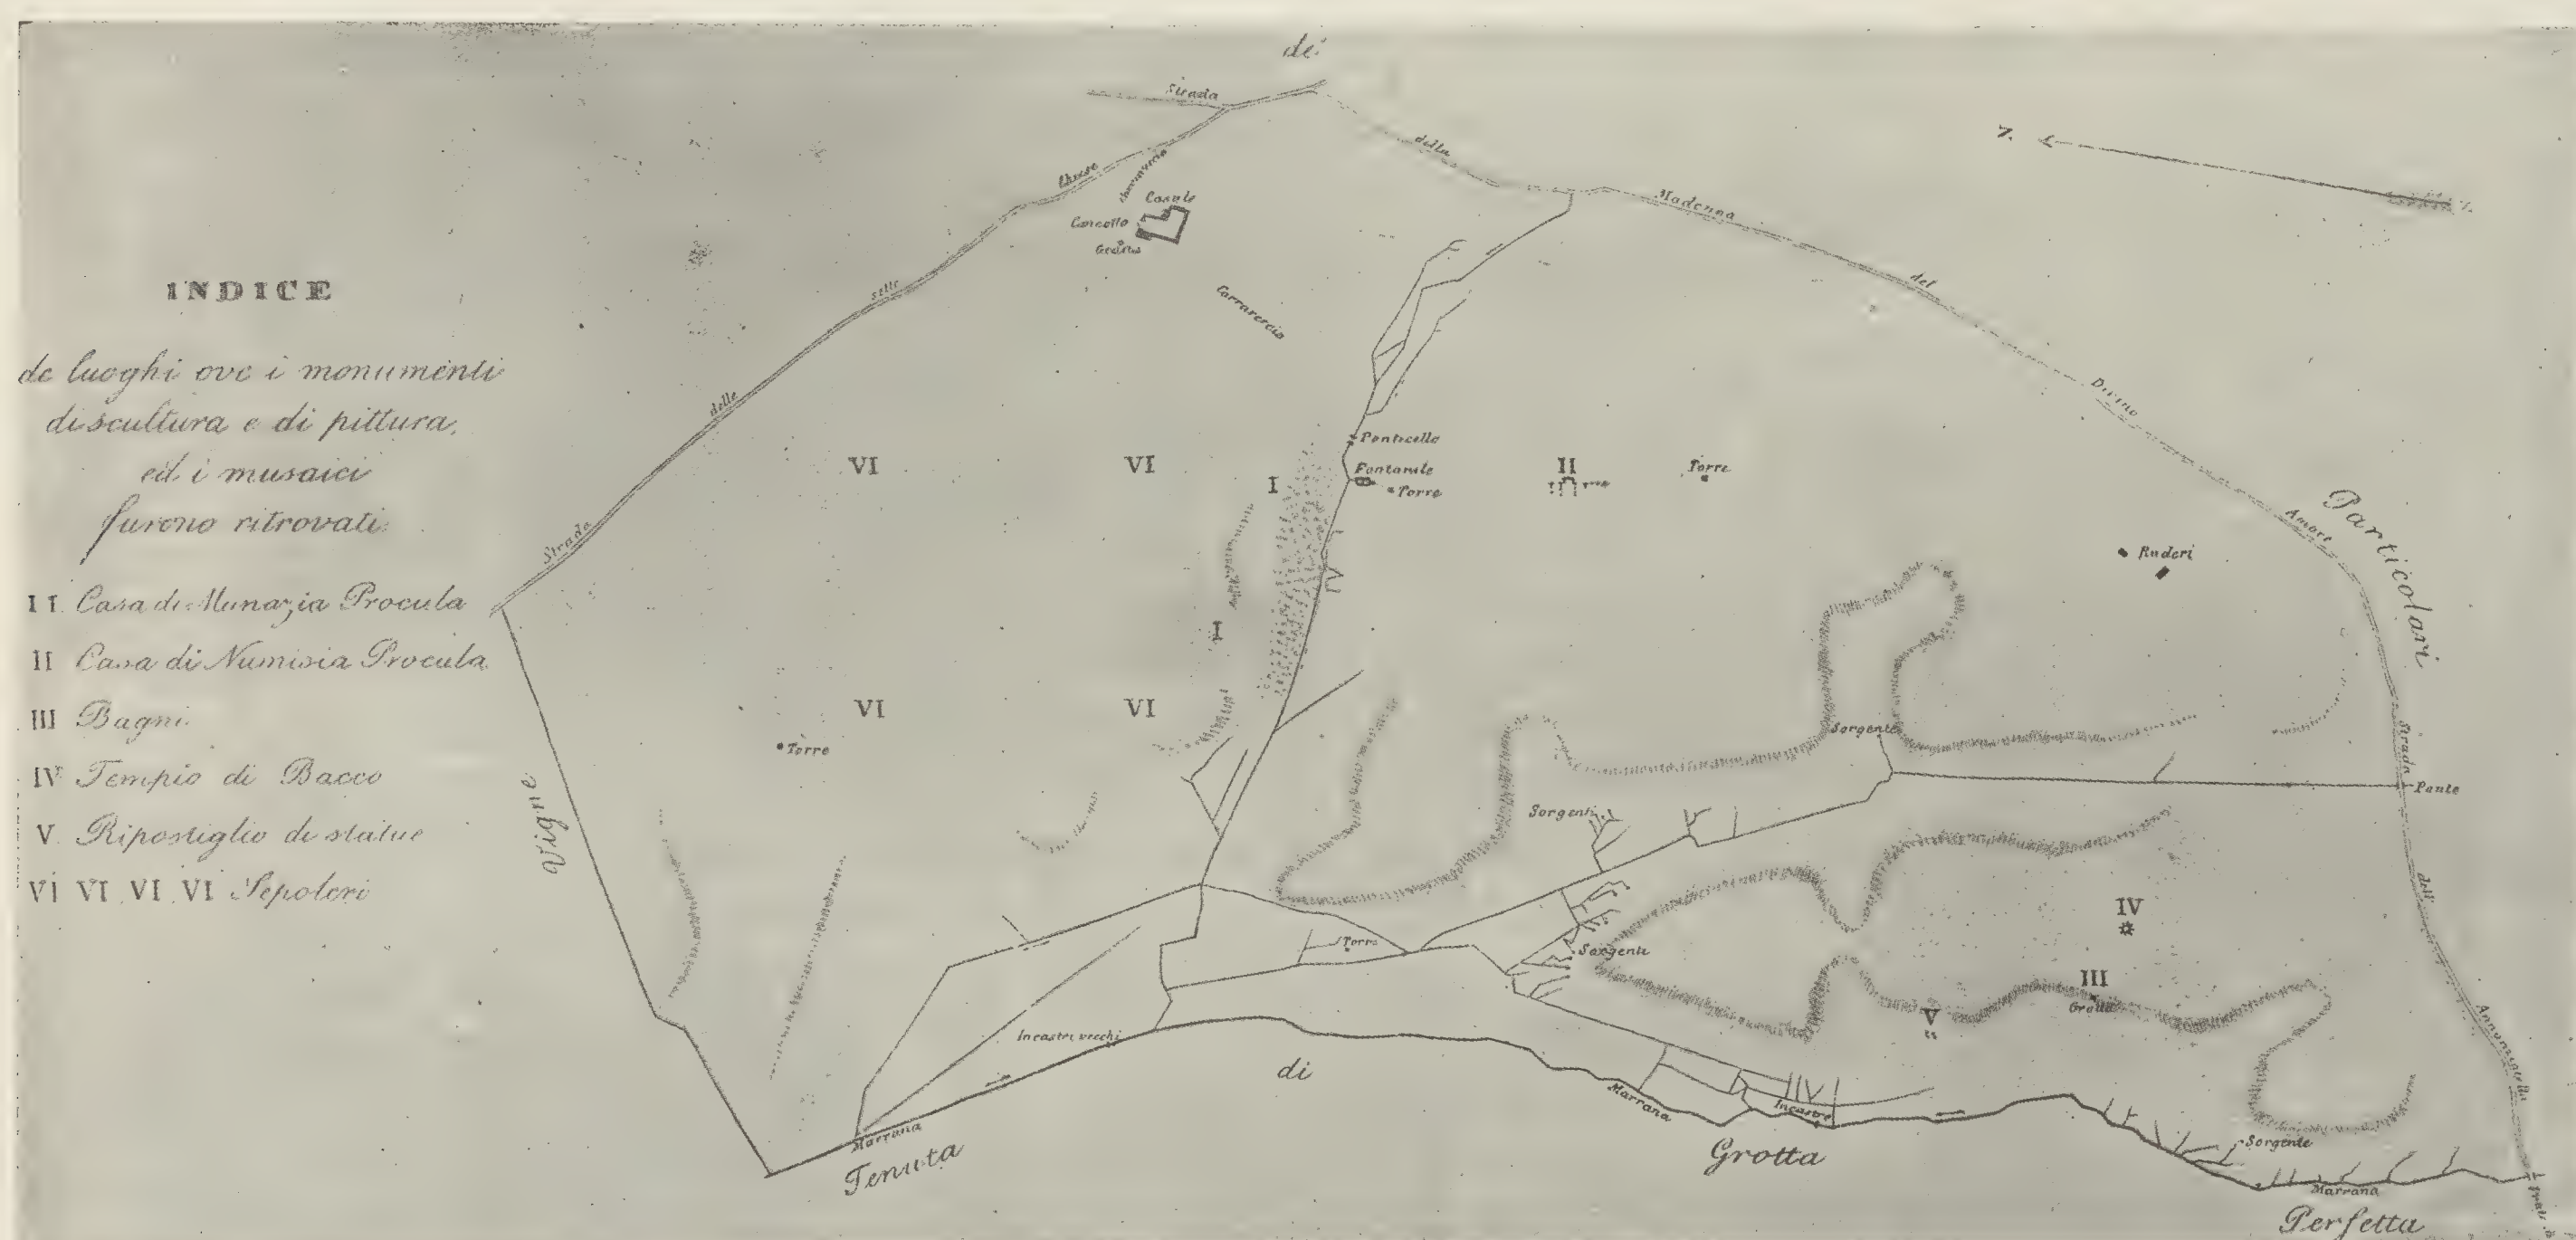 INDICE
de luoghi ove i monumenti
di scultura e di pittura,
ed i musaici
furono ritrovati
I I. Casa di Munazia Procula
II Casa di Numisia Procula
III Bagni
IV Tempio di Bacco
V. Ripostiglio di statue
VI VI VI VI Sepolcri
dei
Strada
della
Madonna
del
Divino
Amore
Particolari
Casale
Cancello
Carrareccia
Strada
delle
selle
Chiese
VI
VI
I
Ponticello
Fontanile
Torre
II
Torre
Ruderi
I
VI
VI
Torre
Vigne
Sorgente
Sorgenti
Strada
Ponte
dell'
Annunziatella
Torre
Sorgente
IV
III
Grotta
V
Incastri vecchi
di
Marrana
Tenuta
Marrana
Incastro
Grotta
Sorgente
Marrana
Perfetta